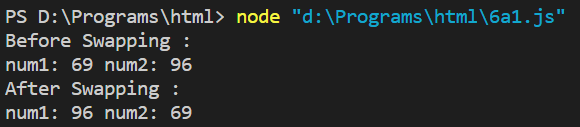 PS D:\Programs\html> node "d:\Programs\html\6a1.js"
Before Swapping :
num1: 69 num2: 96
After Swapping :
num1: 96 num2: 69